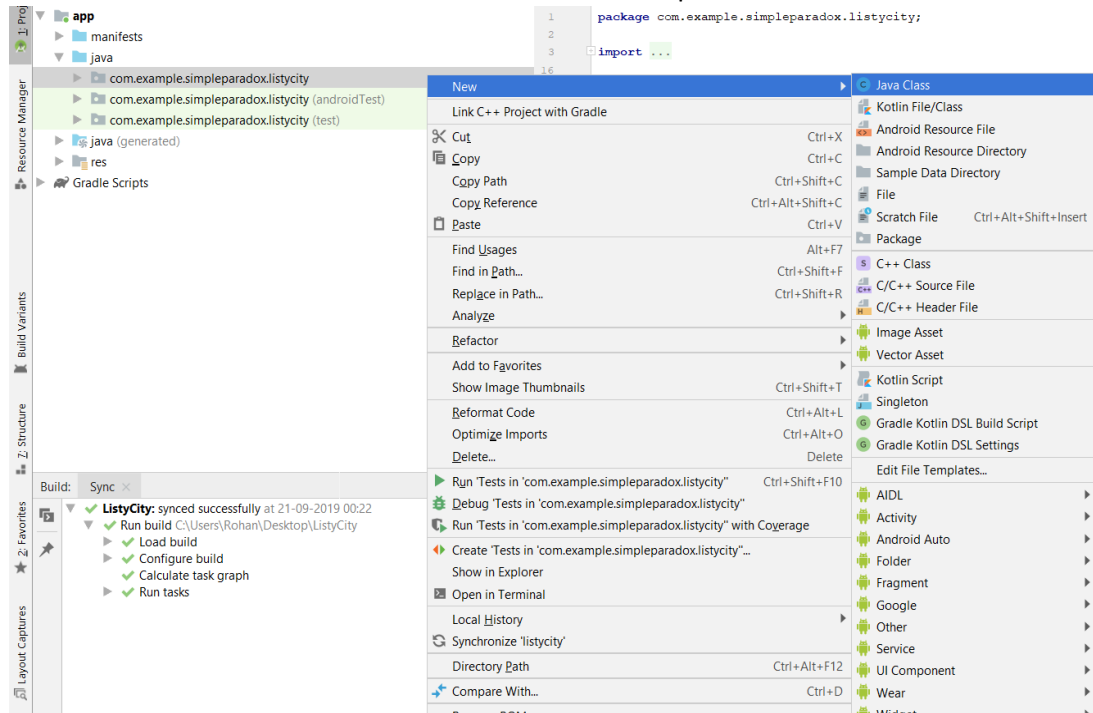 1: Proj
Resource Manager
Build Variants
Z: Structure
2: Favorites
Layout Captures
app
manifests
java
com.example.simpleparadox.listycity
com.example.simpleparadox.listycity (androidTest)
com.example.simpleparadox.listycity (test)
java (generated)
res
Gradle Scripts
1 package com.example.simpleparadox.listycity;
2
3 import ...
16
New
Link C++ Project with Gradle
Cut Ctrl+X
Copy Ctrl+C
Copy Path Ctrl+Shift+C
Copy Reference Ctrl+Alt+Shift+C
Paste Ctrl+V
Find Usages Alt+F7
Find in Path... Ctrl+Shift+F
Replace in Path... Ctrl+Shift+R
Analyze
Refactor
Add to Favorites
Show Image Thumbnails Ctrl+Shift+T
Reformat Code Ctrl+Alt+L
Optimize Imports Ctrl+Alt+O
Delete... Delete
Run 'Tests in 'com.example.simpleparadox.listycity'' Ctrl+Shift+F10
Debug 'Tests in 'com.example.simpleparadox.listycity''
Run 'Tests in 'com.example.simpleparadox.listycity'' with Coverage
Create 'Tests in 'com.example.simpleparadox.listycity''...
Show in Explorer
Open in Terminal
Local History
Synchronize 'listycity'
Directory Path Ctrl+Alt+F12
Compare With... Ctrl+D
C Java Class
Kotlin File/Class
Android Resource File
Android Resource Directory
Sample Data Directory
File
Scratch File Ctrl+Alt+Shift+Insert
Package
S C++ Class
C++ C/C++ Source File
H C/C++ Header File
Image Asset
Vector Asset
Kotlin Script
Singleton
G Gradle Kotlin DSL Build Script
G Gradle Kotlin DSL Settings
Edit File Templates...
AIDL
Activity
Android Auto
Folder
Fragment
Google
Other
Service
UI Component
Wear
Widget
Build: Sync
ListyCity: synced successfully at 21-09-2019 00:22
Run build C:\Users\Rohan\Desktop\ListyCity
Load build
Configure build
Calculate task graph
Run tasks